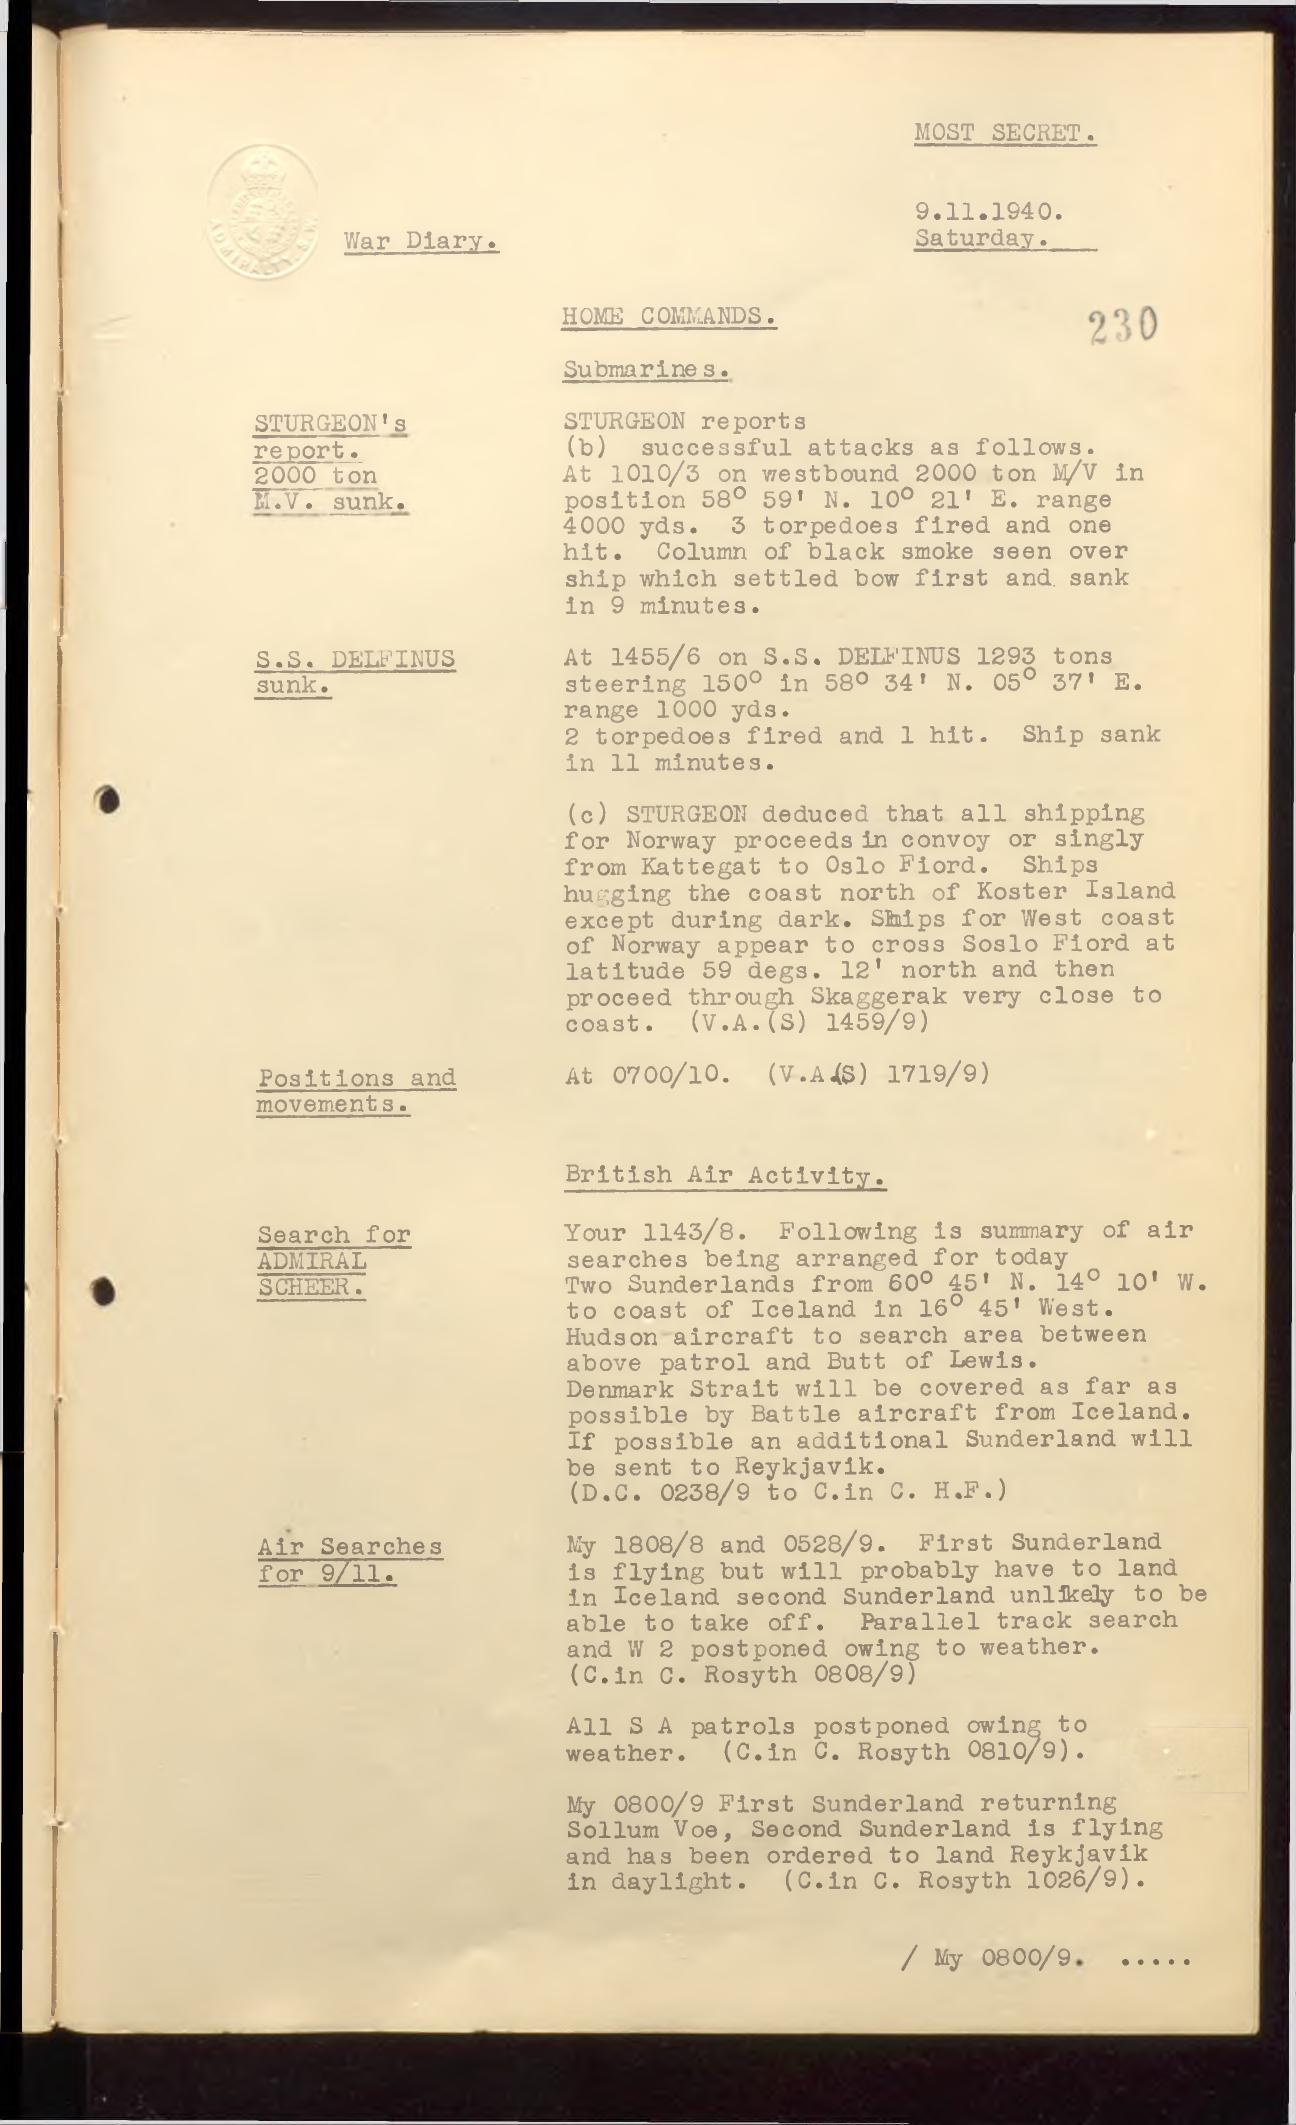 MOST SECRET.
ADMIRALTY. S.W.
9.11.1940.
War Diary.
Saturday.
HOME COMMANDS.
230
Submarines.
STURGEON's
report.
2000 ton
M.V. sunk.
STURGEON reports
(b) successful attacks as follows.
At 1010/3 on westbound 2000 ton M/V in
position 58° 59' N. 10° 21' E. range
4000 yds. 3 torpedoes fired and one
hit. Column of black smoke seen over
ship which settled bow first and. sank
in 9 minutes.
S.S. DELFINUS
sunk.
At 1455/6 on S.S. DELFINUS 1293 tons
steering 150° in 58° 34' N. 05° 37' E.
range 1000 yds.
2 torpedoes fired and 1 hit. Ship sank
in 11 minutes.
(c) STURGEON deduced that all shipping
for Norway proceeds in convoy or singly
from Kattegat to Oslo Fiord. Ships
hugging the coast north of Koster Island
except during dark. Ships for West coast
of Norway appear to cross Soslo Fiord at
latitude 59 degs. 12' north and then
proceed through Skaggerak very close to
coast. (V.A.(S) 1459/9)
Positions and
movements.
At 0700/10. (V.A.(S) 1719/9)
British Air Activity.
Search for
ADMIRAL
SCHEER.
Your 1143/8. Following is summary of air
searches being arranged for today
Two Sunderlands from 60° 45' N. 14° 10' W.
to coast of Iceland in 16° 45' West.
Hudson aircraft to search area between
above patrol and Butt of Lewis.
Denmark Strait will be covered as far as
possible by Battle aircraft from Iceland.
If possible an additional Sunderland will
be sent to Reykjavik.
(D.C. 0238/9 to C.in C. H.F.)
Air Searches
for 9/11.
My 1808/8 and 0528/9. First Sunderland
is flying but will probably have to land
in Iceland second Sunderland unlikely to be
able to take off. Parallel track search
and W 2 postponed owing to weather.
(C.in C. Rosyth 0808/9)
All S A patrols postponed owing to
weather. (C.in C. Rosyth 0810/9).
My 0800/9 First Sunderland returning
Sollum Voe, Second Sunderland is flying
and has been ordered to land Reykjavik
in daylight. (C.in C. Rosyth 1026/9).
/ My 0800/9. .....